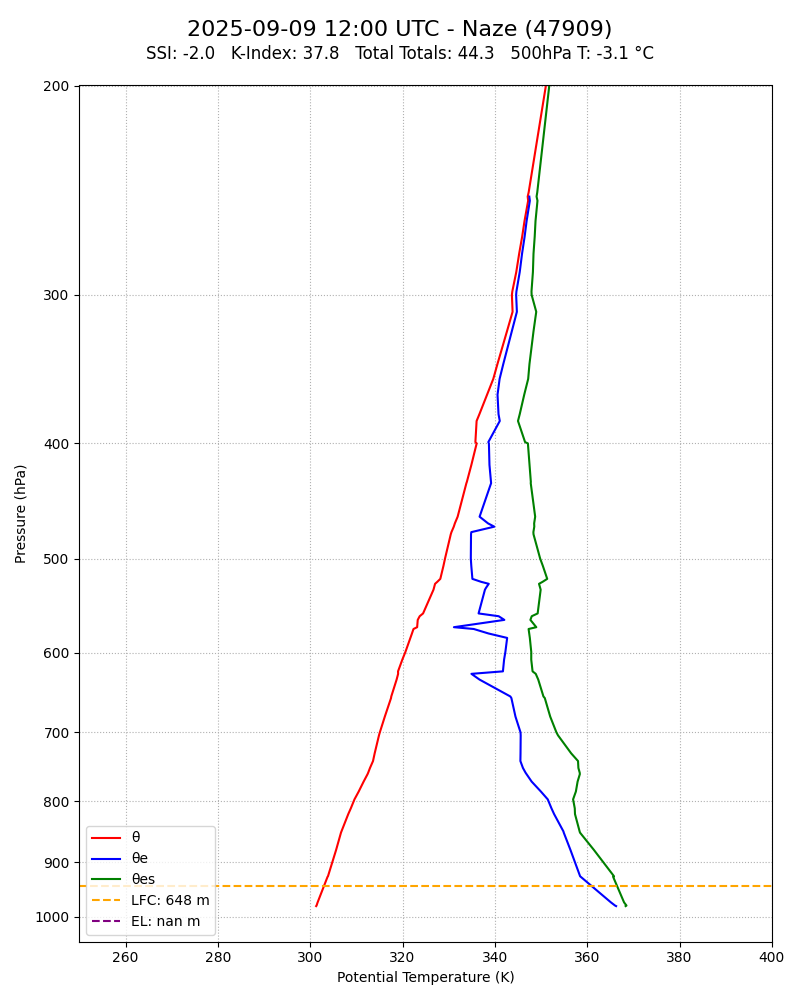 2025-09-09 12:00 UTC - Naze (47909)
SSI: -2.0 K-Index: 37.8 Total Totals: 44.3 500hPa T: -3.1 °C
200
300
400
500
600
700
800
900
1000
Pressure (hPa)
θ
θe
θes
LFC: 648 m
EL: nan m
260 280 300 320 340 360 380 400
Potential Temperature (K)